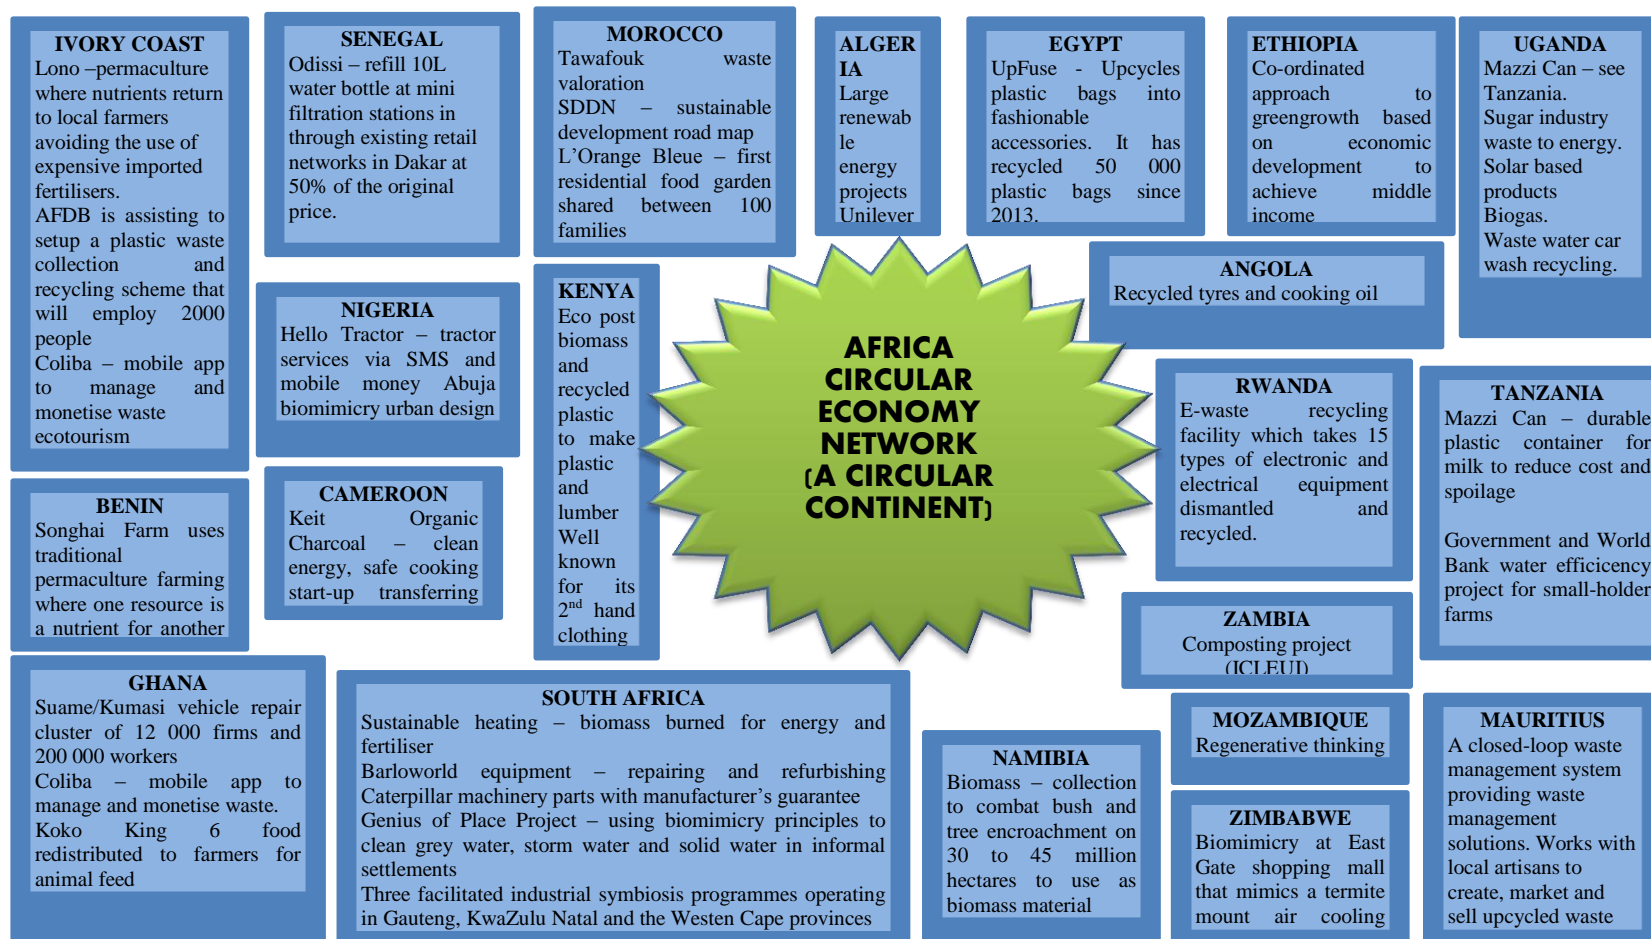 IVORY COAST
Lono –permaculture
where nutrients return
to local farmers
avoiding the use of
expensive imported
fertilisers.
AFDB is assisting to
setup a plastic waste
collection and
recycling scheme that
will employ 2000
people
Coliba – mobile app
to manage and
monetise waste
ecotourism
SENEGAL
Odissi – refill 10L
water bottle at mini
filtration stations in
through existing retail
networks in Dakar at
50% of the original
price.
MOROCCO
Tawafouk waste
valoration
SDDN – sustainable
development road map
L’Orange Bleue – first
residential food garden
shared between 100
families
ALGER
IA
Large
renewab
le
energy
projects
Unilever
EGYPT
UpFuse - Upcycles
plastic bags into
fashionable
accessories. It has
recycled 50 000
plastic bags since
2013.
ETHIOPIA
Co-ordinated
approach to
greengrowth based
on economic
development to
achieve middle
income
UGANDA
Mazzi Can – see
Tanzania.
Sugar industry
waste to energy.
Solar based
products
Biogas.
Waste water car
wash recycling.
NIGERIA
Hello Tractor – tractor
services via SMS and
mobile money Abuja
biomimicry urban design
KENYA
Eco post
biomass
and
recycled
plastic
to make
plastic
and
lumber
Well
known
for its
2nd hand
clothing
ANGOLA
Recycled tyres and cooking oil
AFRICA
CIRCULAR
ECONOMY
NETWORK
(A CIRCULAR
CONTINENT)
RWANDA
E-waste recycling
facility which takes 15
types of electronic and
electrical equipment
dismantled and
recycled.
TANZANIA
Mazzi Can – durable
plastic container for
milk to reduce cost and
spoilage
Government and World
Bank water efficicency
project for small-holder
farms
BENIN
Songhai Farm uses
traditional
permaculture farming
where one resource is
a nutrient for another
CAMEROON
Keit Organic
Charcoal – clean
energy, safe cooking
start-up transferring
ZAMBIA
Composting project
(ICLEUI)
GHANA
Suame/Kumasi vehicle repair
cluster of 12 000 firms and
200 000 workers
Coliba – mobile app to
manage and monetise waste.
Koko King 6 food
redistributed to farmers for
animal feed
SOUTH AFRICA
Sustainable heating – biomass burned for energy and
fertiliser
Barloworld equipment – repairing and refurbishing
Caterpillar machinery parts with manufacturer’s guarantee
Genius of Place Project – using biomimicry principles to
clean grey water, storm water and solid water in informal
settlements
Three facilitated industrial symbiosis programmes operating
in Gauteng, KwaZulu Natal and the Westen Cape provinces
NAMIBIA
Biomass – collection
to combat bush and
tree encroachment on
30 to 45 million
hectares to use as
biomass material
MOZAMBIQUE
Regenerative thinking
ZIMBABWE
Biomimicry at East
Gate shopping mall
that mimics a termite
mount air cooling
MAURITIUS
A closed-loop waste
management system
providing waste
management
solutions. Works with
local artisans to
create, market and
sell upcycled waste